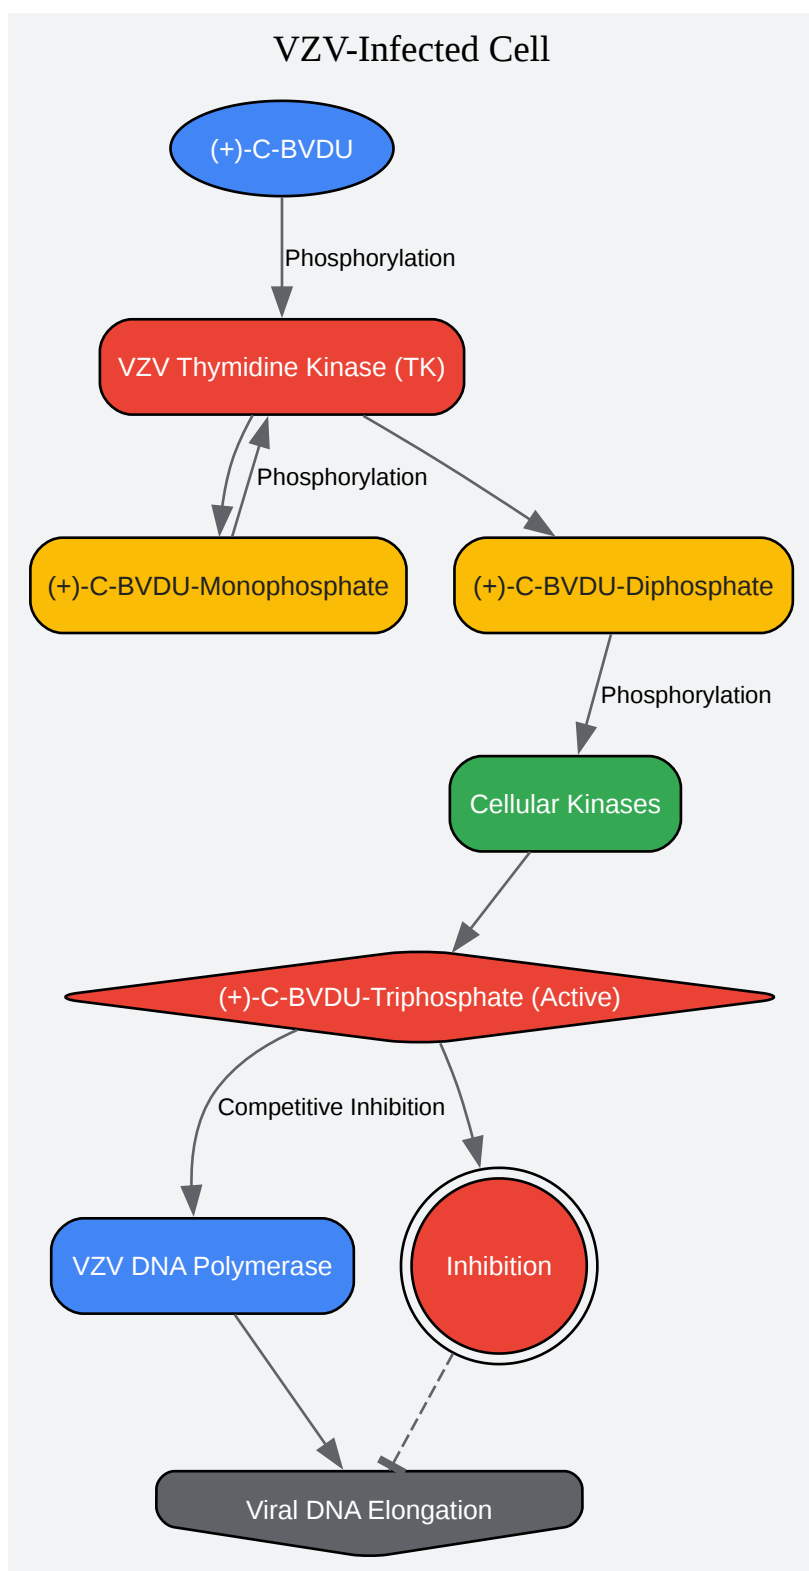 VZV-Infected Cell
(+)-C-BVDU
Phosphorylation
VZV Thymidine Kinase (TK)
Phosphorylation
(+)-C-BVDU-Monophosphate
(+)-C-BVDU-Diphosphate
Phosphorylation
Cellular Kinases
(+)-C-BVDU-Triphosphate (Active)
Competitive Inhibition
VZV DNA Polymerase
Inhibition
Viral DNA Elongation